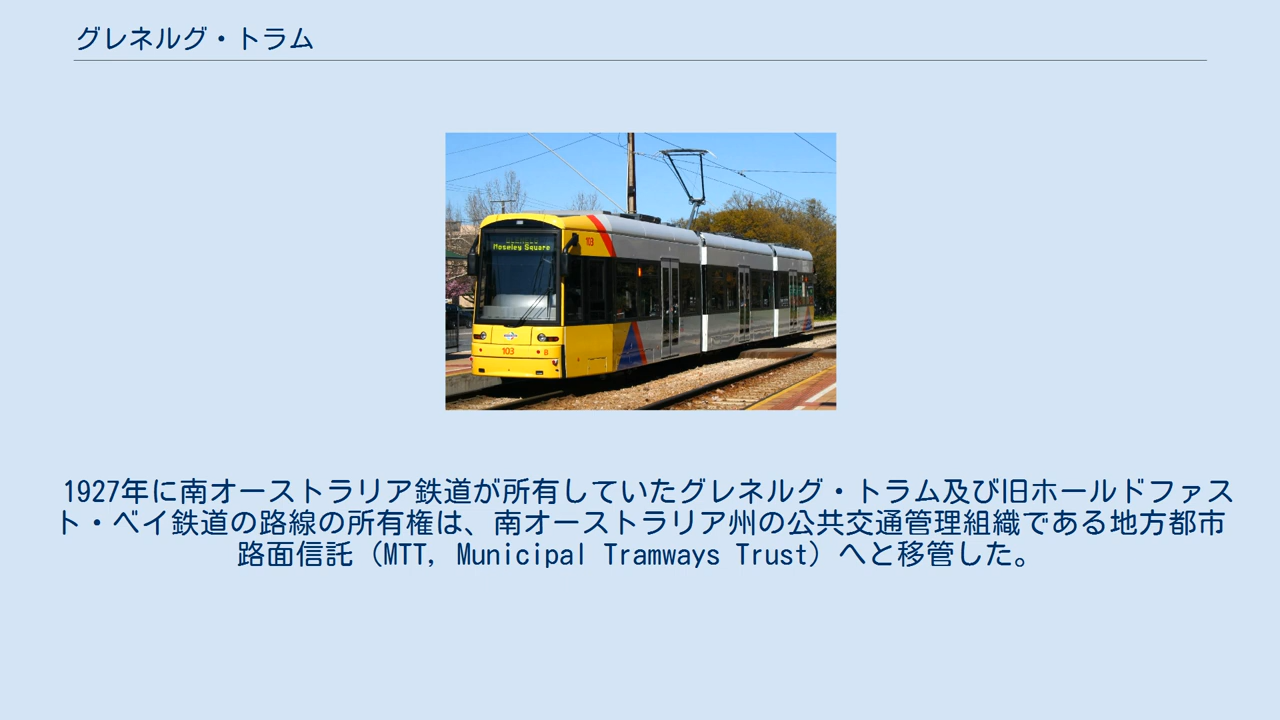 グレネルグ・トラム
Moseley Square
103
103
1927年に南オーストラリア鉄道が所有していたグレネルグ・トラム及び旧ホールドファス
ト・ベイ鉄道の路線の所有権は、南オーストラリア州の公共交通管理組織である地方都市
路面信託（MTT, Municipal Tramways Trust）へと移管した。